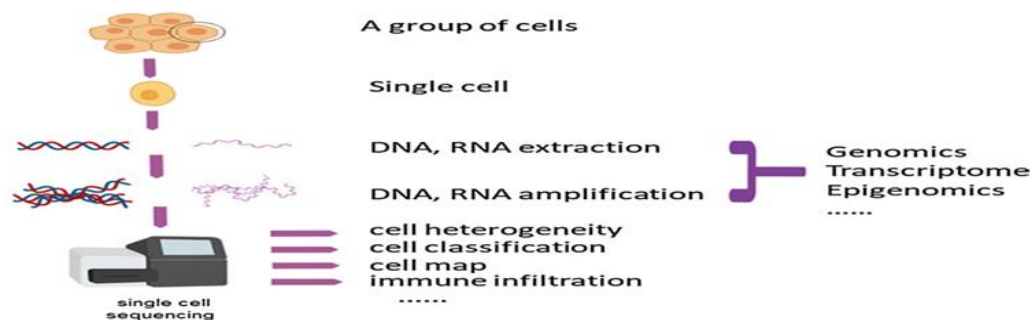 A group of cells
Single cell
DNA, RNA extraction
DNA, RNA amplification
Genomics
Transcriptome
Epigenomics
......
cell heterogeneity
cell classification
cell map
immune infiltration
......
single cell
sequencing